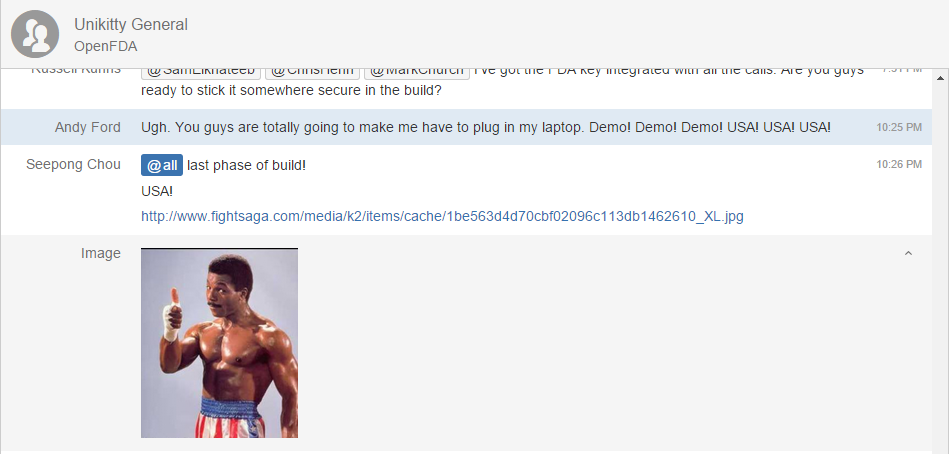 Unikitty General
OpenFDA
Russell Kuhns @SamElkhateeb @ChrisHenn @MarkChurch I've got the FDA key integrated with all the calls. Are you guys 7:51 PM
ready to stick it somewhere secure in the build?
Andy Ford Ugh. You guys are totally going to make me have to plug in my laptop. Demo! Demo! Demo! USA! USA! USA! 10:25 PM
Seepong Chou @all last phase of build! 10:26 PM
USA!
http://www.fightsaga.com/media/k2/items/cache/1be563d4d70cbf02096c113db1462610_XL.jpg
Image